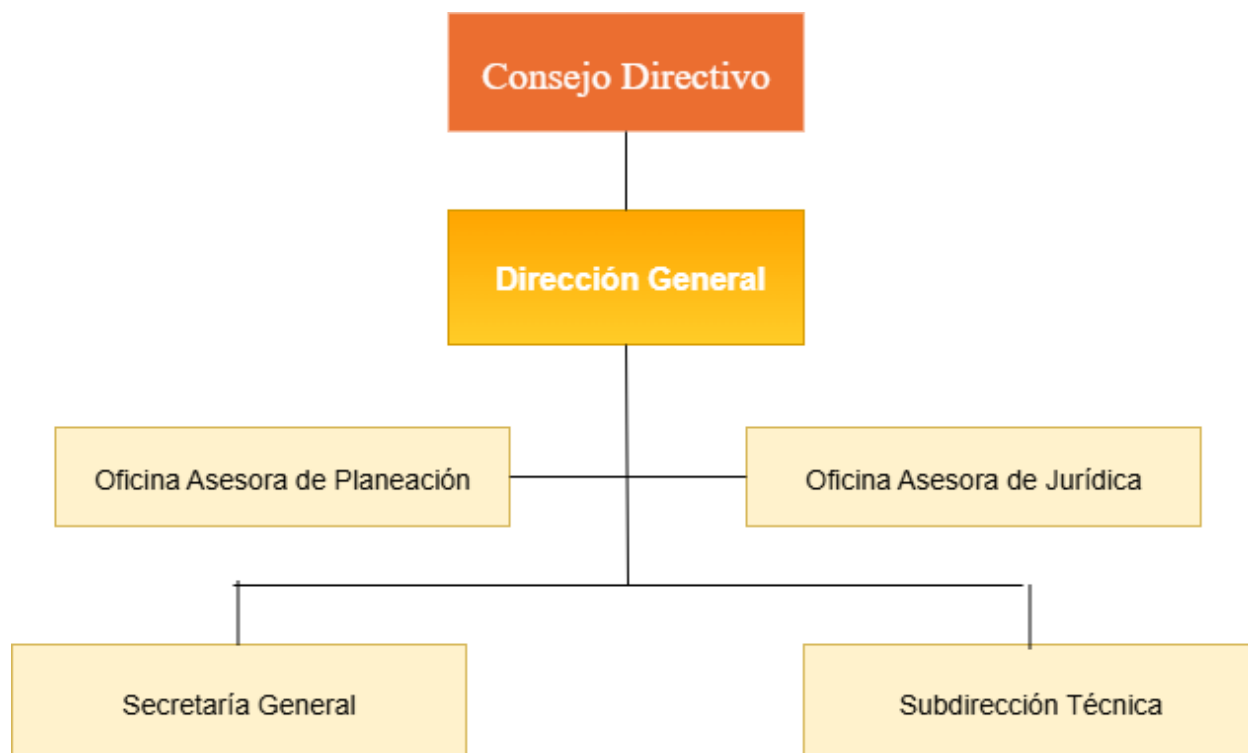 Consejo Directivo
Dirección General
Oficina Asesora de Planeación
Oficina Asesora de Jurídica
Secretaría General
Subdirección Técnica